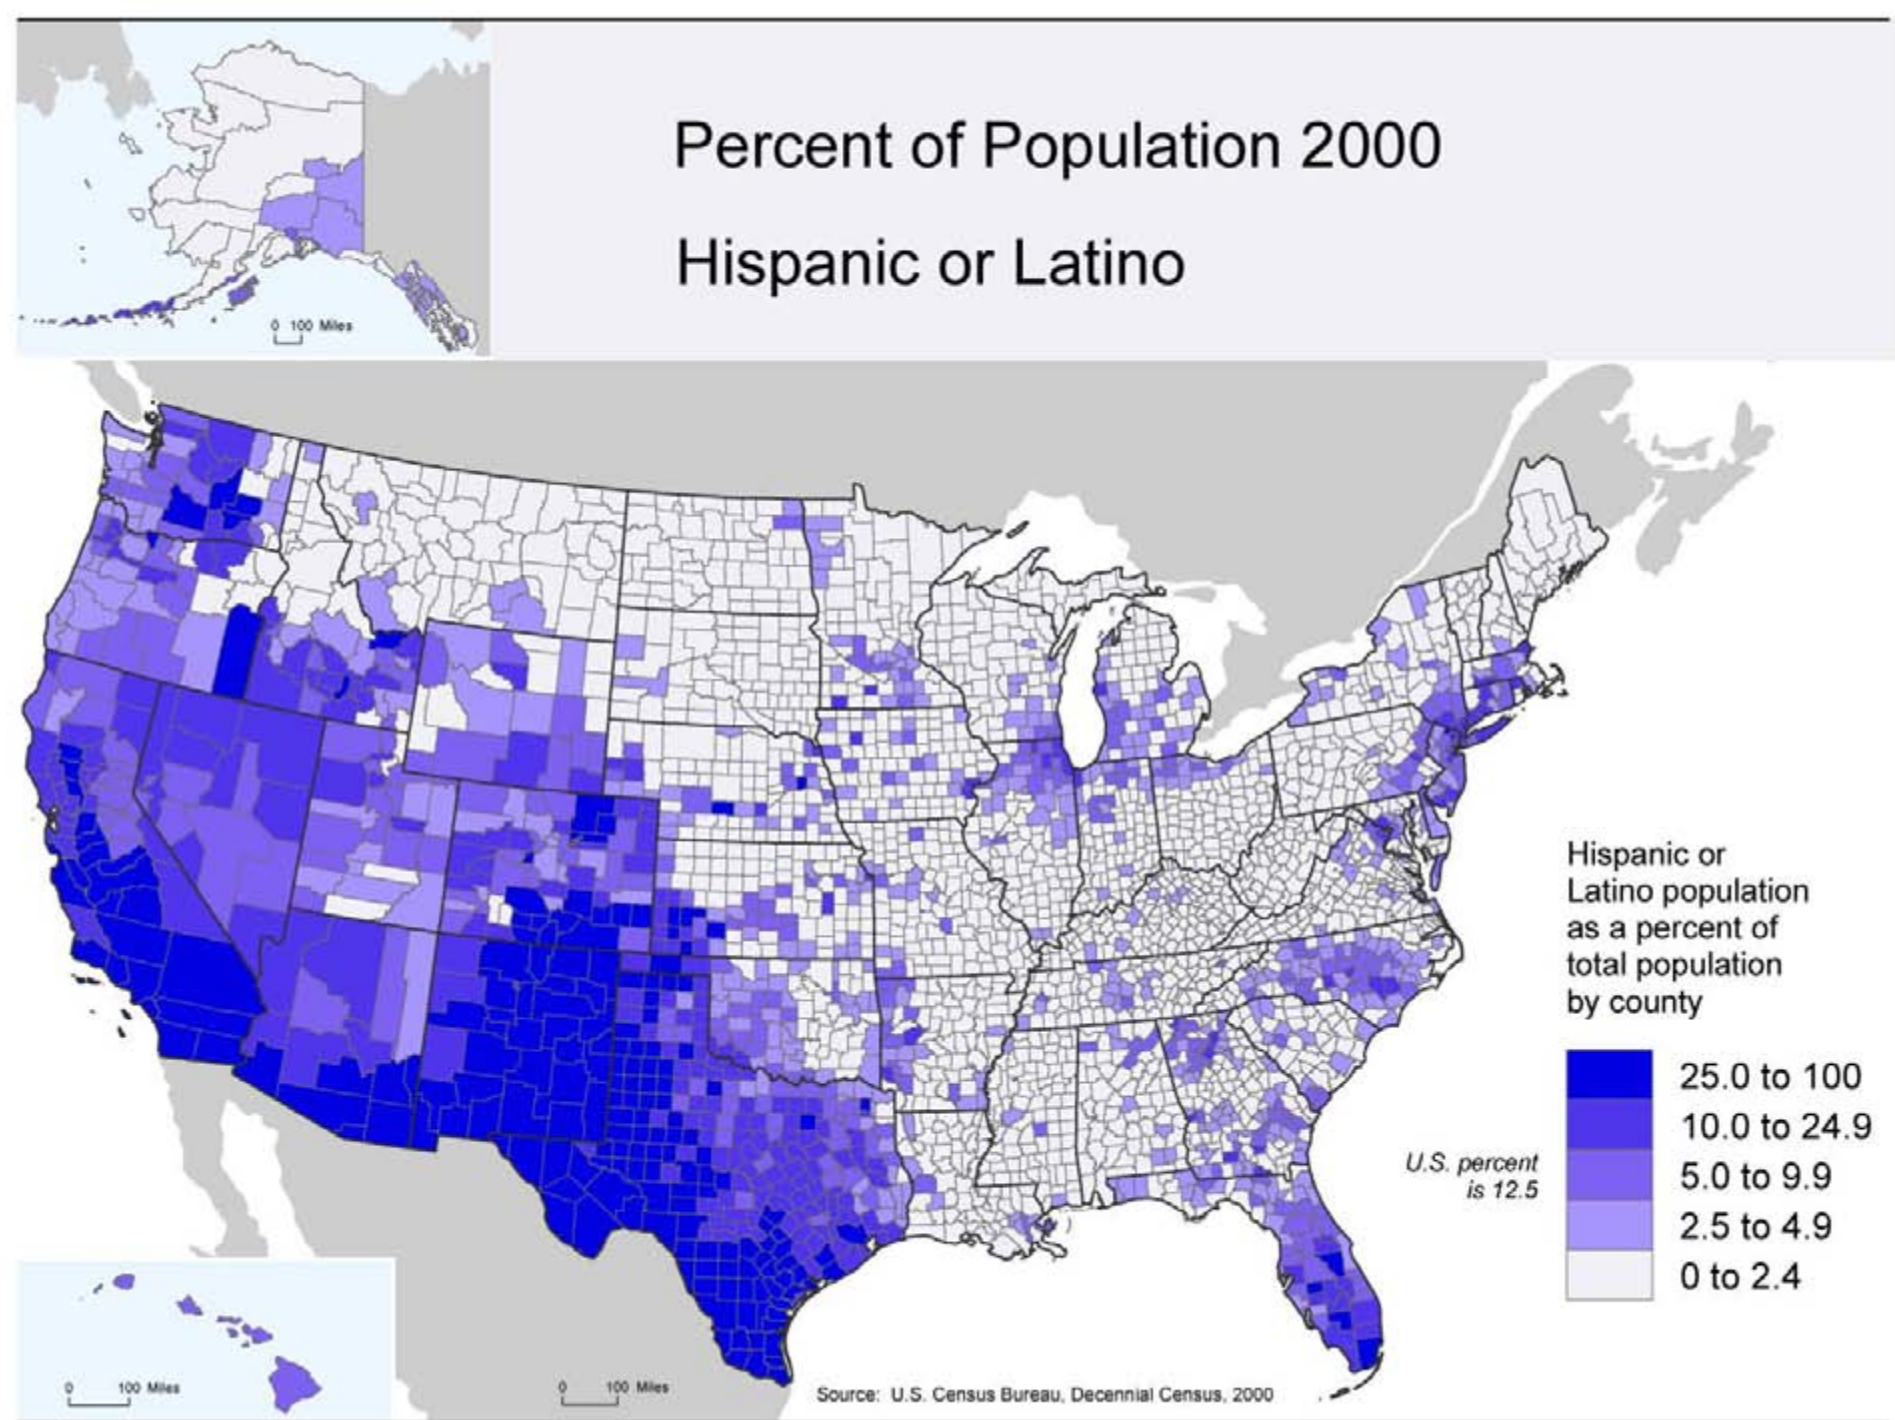 Percent of Population 2000
Hispanic or Latino
0 100 Miles
Hispanic or
Latino population
as a percent of
total population
by county
25.0 to 100
10.0 to 24.9
5.0 to 9.9
2.5 to 4.9
0 to 2.4
U.S. percent
is 12.5
0 100 Miles
0 100 Miles
Source: U.S. Census Bureau, Decennial Census, 2000